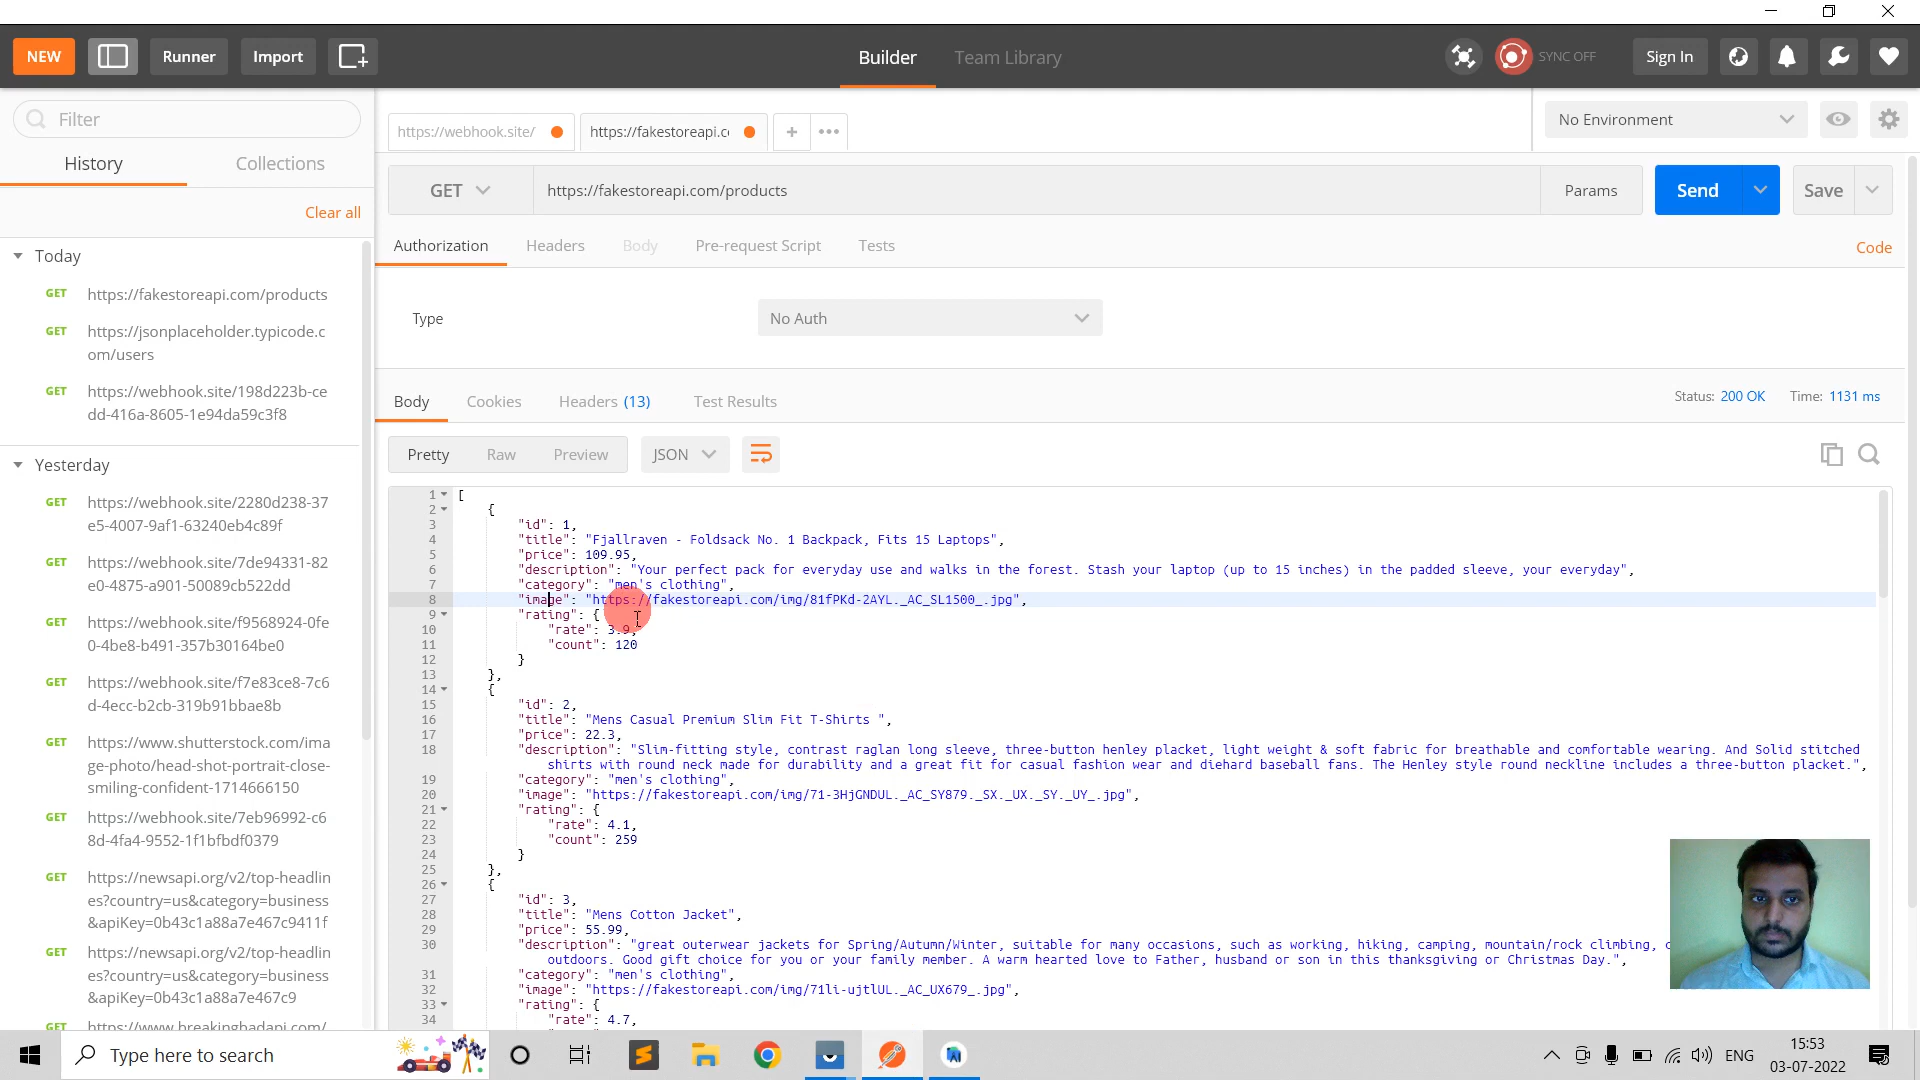 NEW
Runner
Import
Builder
Team Library
SYNC OFF
Sign In
Filter
History
Collections
Clear all
Today
GET https://fakestoreapi.com/products
GET https://jsonplaceholder.typicode.c
om/users
GET https://webhook.site/198d223b-ce
dd-416a-8605-1e94da59c3f8
Yesterday
GET https://webhook.site/2280d238-37
e5-4007-9af1-63240eb4c89f
GET https://webhook.site/7de94331-82
e0-4875-a901-50089cb522dd
GET https://webhook.site/f9568924-0fe
0-4be8-b491-357b30164be0
GET https://webhook.site/f7e83ce8-7c6
d-4ecc-b2cb-319b91bbae8b
GET https://www.shutterstock.com/ima
ge-photo/head-shot-portrait-close-
smiling-confident-1714666150
GET https://webhook.site/7eb96992-c6
8d-4fa4-9552-1f1bfbdf0379
GET https://newsapi.org/v2/top-headlin
es?country=us&category=business
&apiKey=0b43c1a88a7e467c9411f
GET https://newsapi.org/v2/top-headlin
es?country=us&category=business
&apiKey=0b43c1a88a7e467c9
GET https://www.breakingbadapi.com/
https://webhook.site/
https://fakestoreapi.co
No Environment
GET
https://fakestoreapi.com/products
Params
Send
Save
Authorization
Headers
Body
Pre-request Script
Tests
Code
Type
No Auth
Body
Cookies
Headers (13)
Test Results
Status: 200 OK
Time: 1131 ms
Pretty
Raw
Preview
JSON
1 [
2 {
3 "id": 1,
4 "title": "Fjallraven - Foldsack No. 1 Backpack, Fits 15 Laptops",
5 "price": 109.95,
6 "description": "Your perfect pack for everyday use and walks in the forest. Stash your laptop (up to 15 inches) in the padded sleeve, your everyday",
7 "category": "men's clothing",
8 "image": "https://fakestoreapi.com/img/81fPKd-2AYL._AC_SL1500_.jpg",
9 "rating": {
10 "rate": 3.9,
11 "count": 120
12 }
13 },
14 {
15 "id": 2,
16 "title": "Mens Casual Premium Slim Fit T-Shirts ",
17 "price": 22.3,
18 "description": "Slim-fitting style, contrast raglan long sleeve, three-button henley placket, light weight & soft fabric for breathable and comfortable wearing. And Solid stitched
shirts with round neck made for durability and a great fit for casual fashion wear and diehard baseball fans. The Henley style round neckline includes a three-button placket.",
19 "category": "men's clothing",
20 "image": "https://fakestoreapi.com/img/71-3HjGNDUL._AC_SY879._SX._UX._SY._UY_.jpg",
21 "rating": {
22 "rate": 4.1,
23 "count": 259
24 }
25 },
26 {
27 "id": 3,
28 "title": "Mens Cotton Jacket",
29 "price": 55.99,
30 "description": "great outerwear jackets for Spring/Autumn/Winter, suitable for many occasions, such as working, hiking, camping, mountain/rock climbing,
outdoors. Good gift choice for you or your family member. A warm hearted love to Father, husband or son in this thanksgiving or Christmas Day.",
31 "category": "men's clothing",
32 "image": "https://fakestoreapi.com/img/71li-ujtlUL._AC_UX679_.jpg",
33 "rating": {
34 "rate": 4.7,
Type here to search
ENG
15:53
03-07-2022